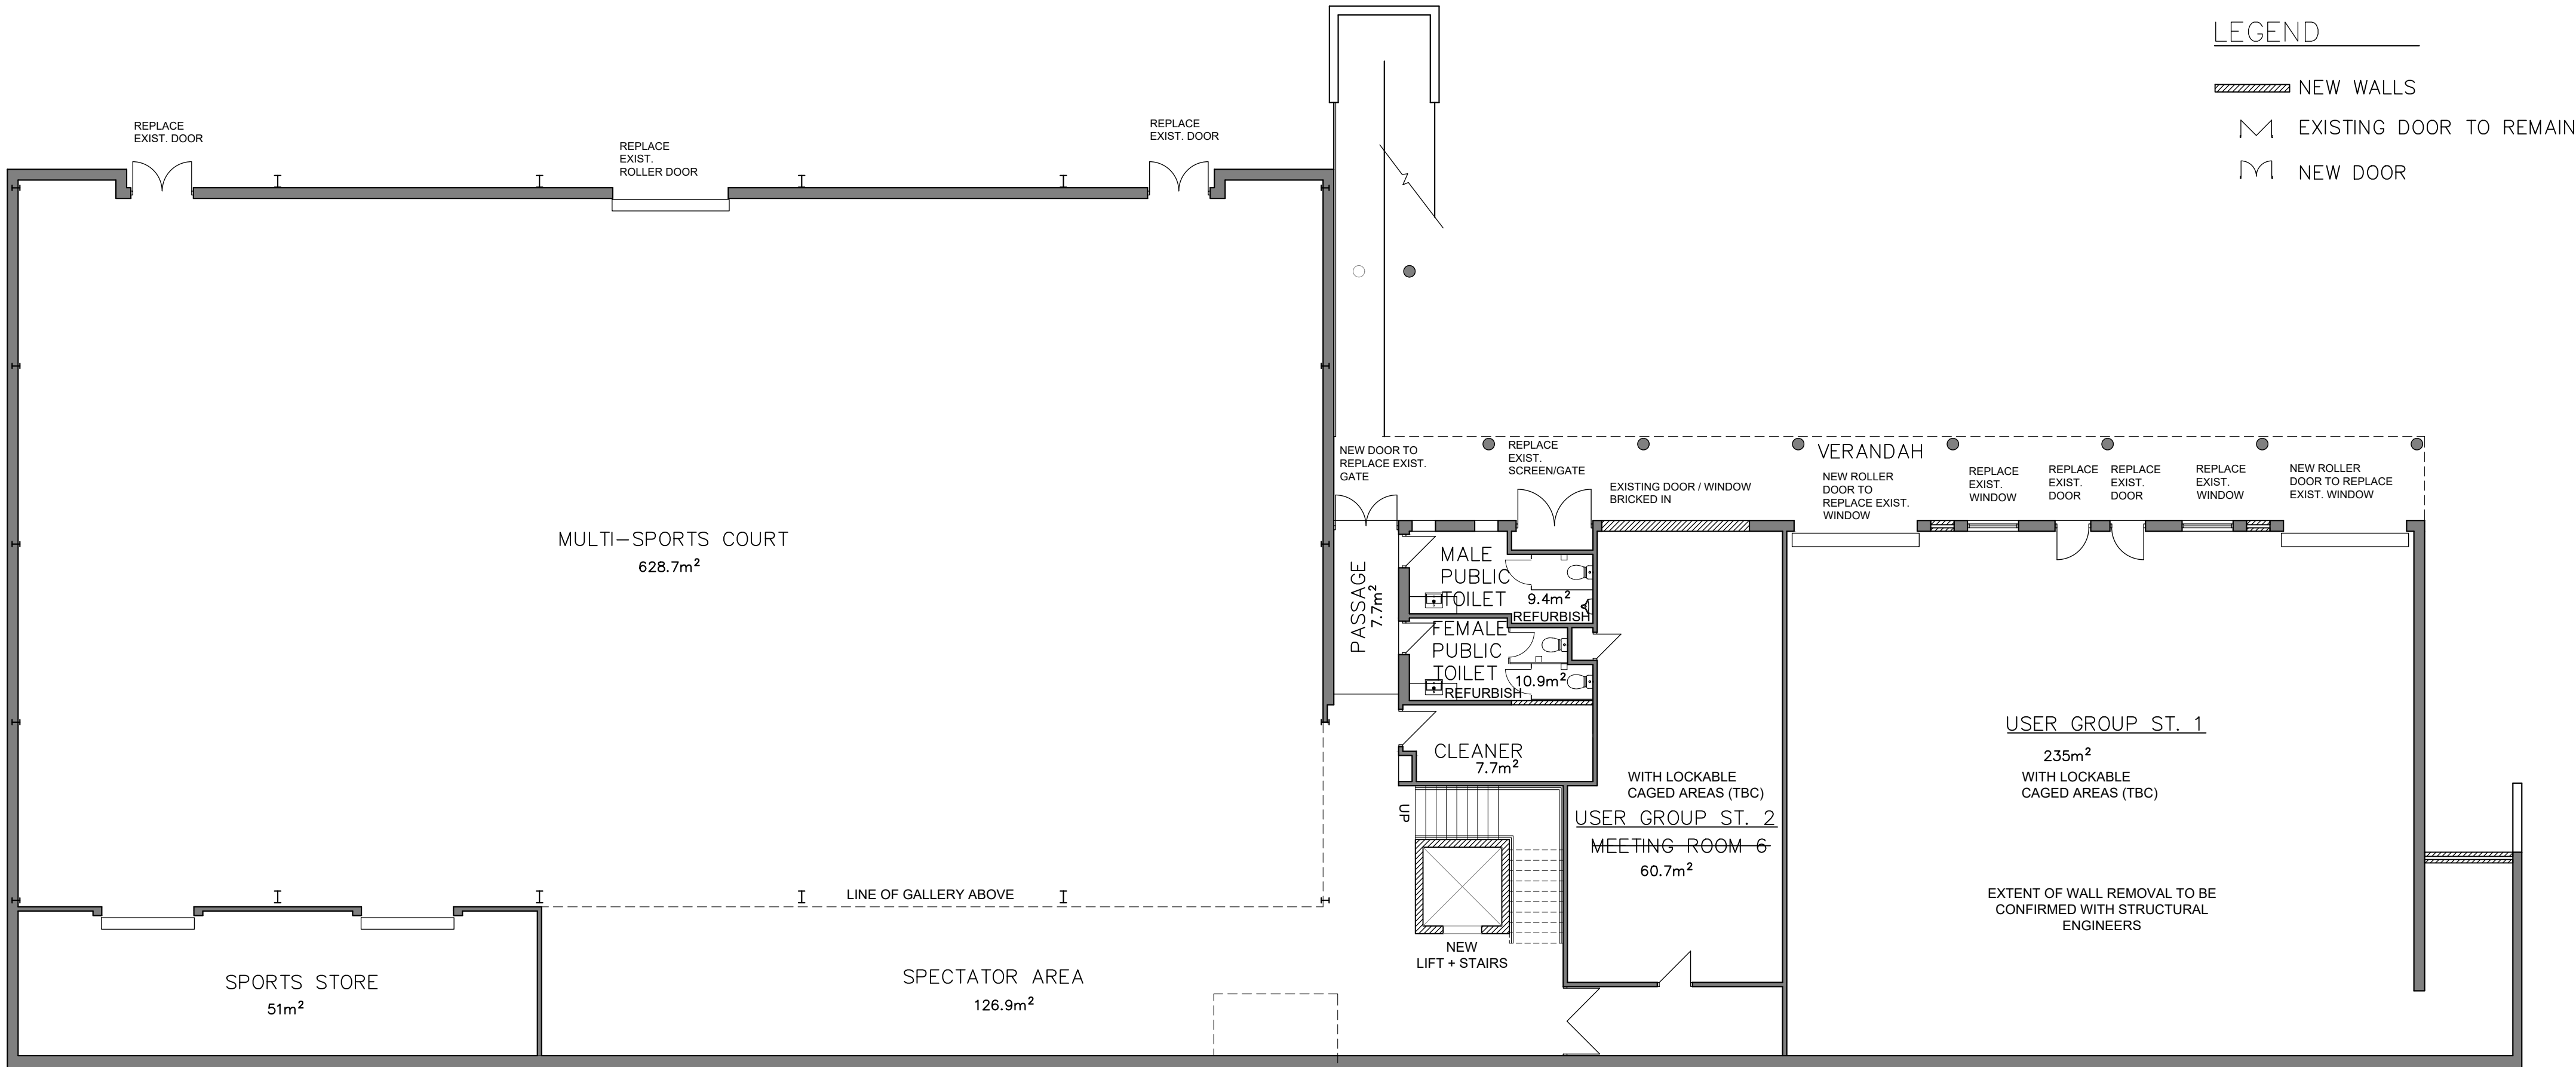 LEGEND
NEW WALLS
EXISTING DOOR TO REMAIN
NEW DOOR
REPLACE
EXIST. DOOR
REPLACE
EXIST.
ROLLER DOOR
REPLACE
EXIST. DOOR
NEW DOOR TO
REPLACE EXIST.
GATE
REPLACE
EXIST.
SCREEN/GATE
EXISTING DOOR / WINDOW
BRICKED IN
VERANDAH
NEW ROLLER
DOOR TO
REPLACE EXIST.
WINDOW
REPLACE
EXIST.
WINDOW
REPLACE
EXIST.
DOOR
REPLACE
EXIST.
DOOR
REPLACE
EXIST.
WINDOW
NEW ROLLER
DOOR TO REPLACE
EXIST. WINDOW
MULTI-SPORTS COURT
628.7m²
PASSAGE
7.7m²
MALE
PUBLIC
TOILET
9.4m²
REFURBISH
FEMALE
PUBLIC
TOILET
10.9m²
REFURBISH
CLEANER
7.7m²
UP
NEW
LIFT + STAIRS
WITH LOCKABLE
CAGED AREAS (TBC)
USER GROUP ST. 2
MEETING ROOM 6
60.7m²
USER GROUP ST. 1
235m²
WITH LOCKABLE
CAGED AREAS (TBC)
EXTENT OF WALL REMOVAL TO BE
CONFIRMED WITH STRUCTURAL
ENGINEERS
LINE OF GALLERY ABOVE
SPORTS STORE
51m²
SPECTATOR AREA
126.9m²